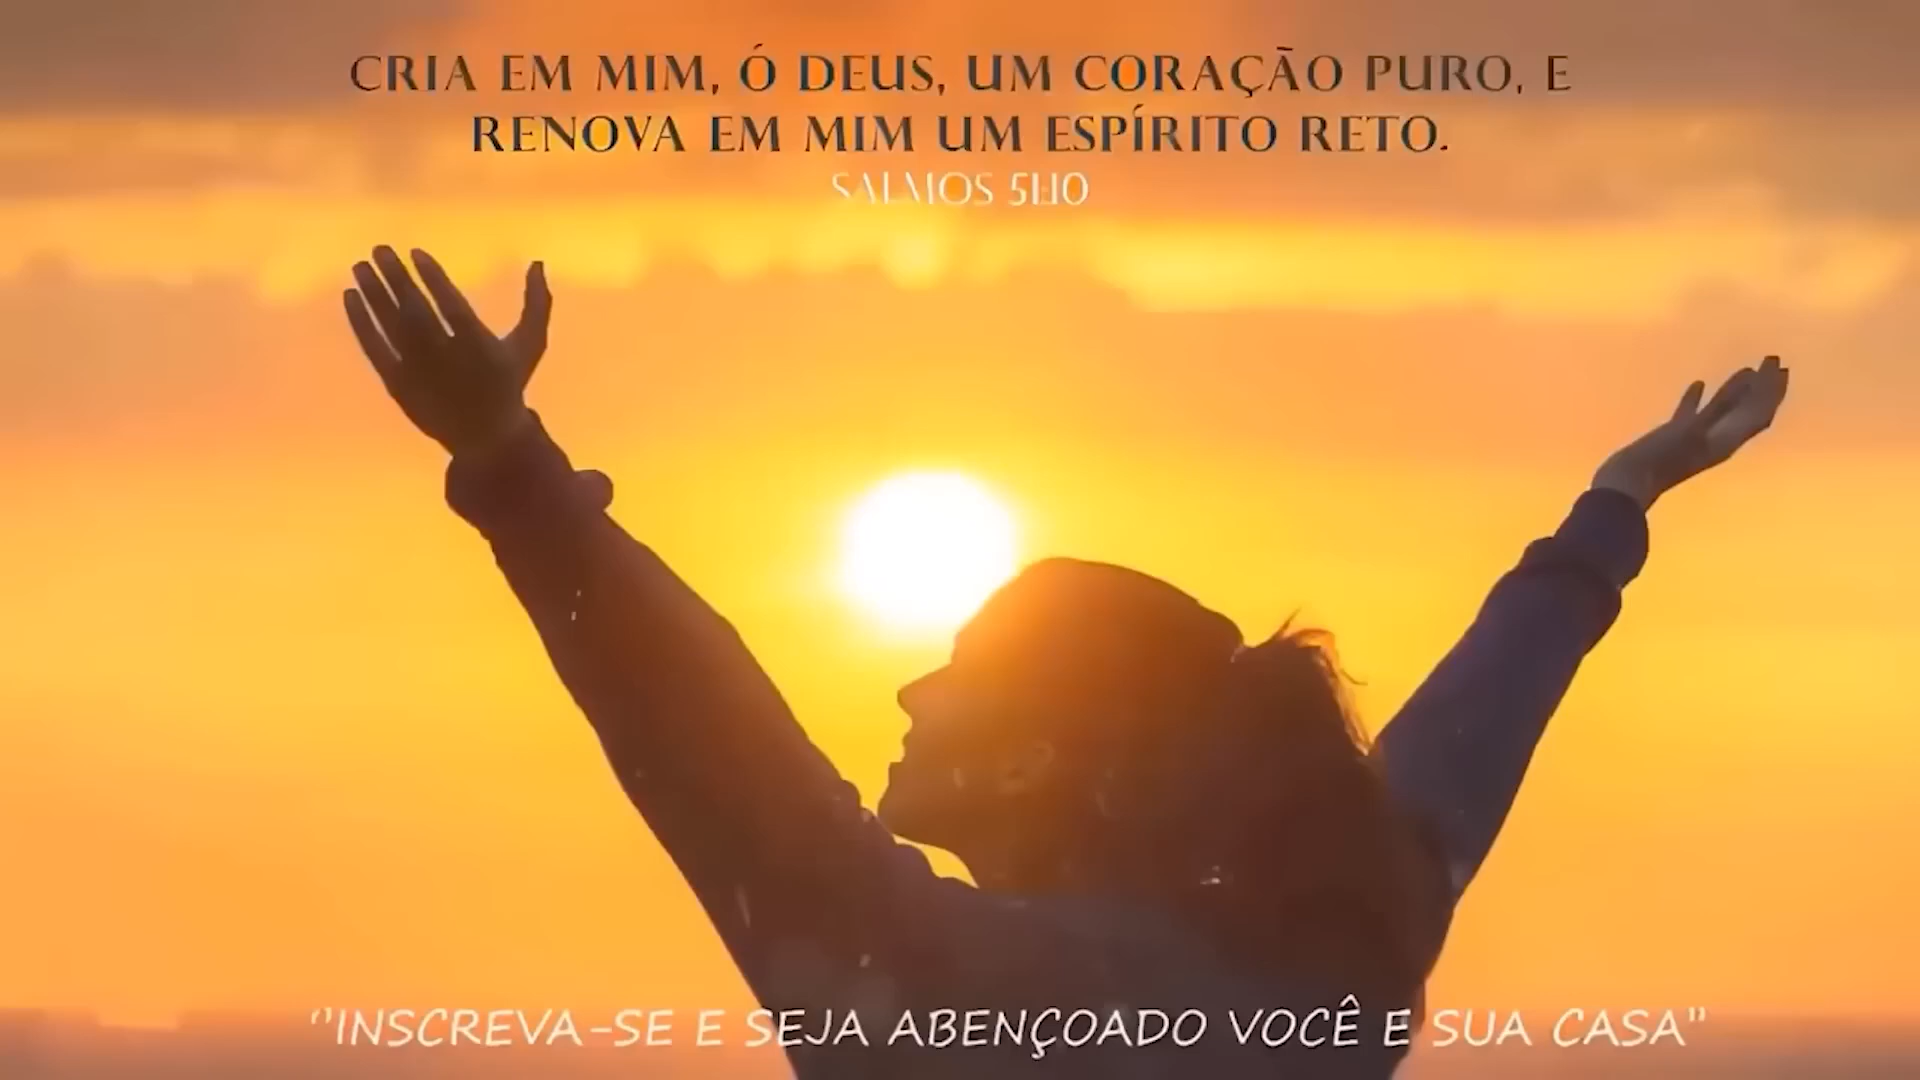 CRIA EM MIM, Ó DEUS, UM CORAÇÃO PURO, E
RENOVA EM MIM UM ESPÍRITO RETO.
SALMOS 51:10
"INSCREVA-SE E SEJA ABENÇOADO VOCÊ E SUA CASA"